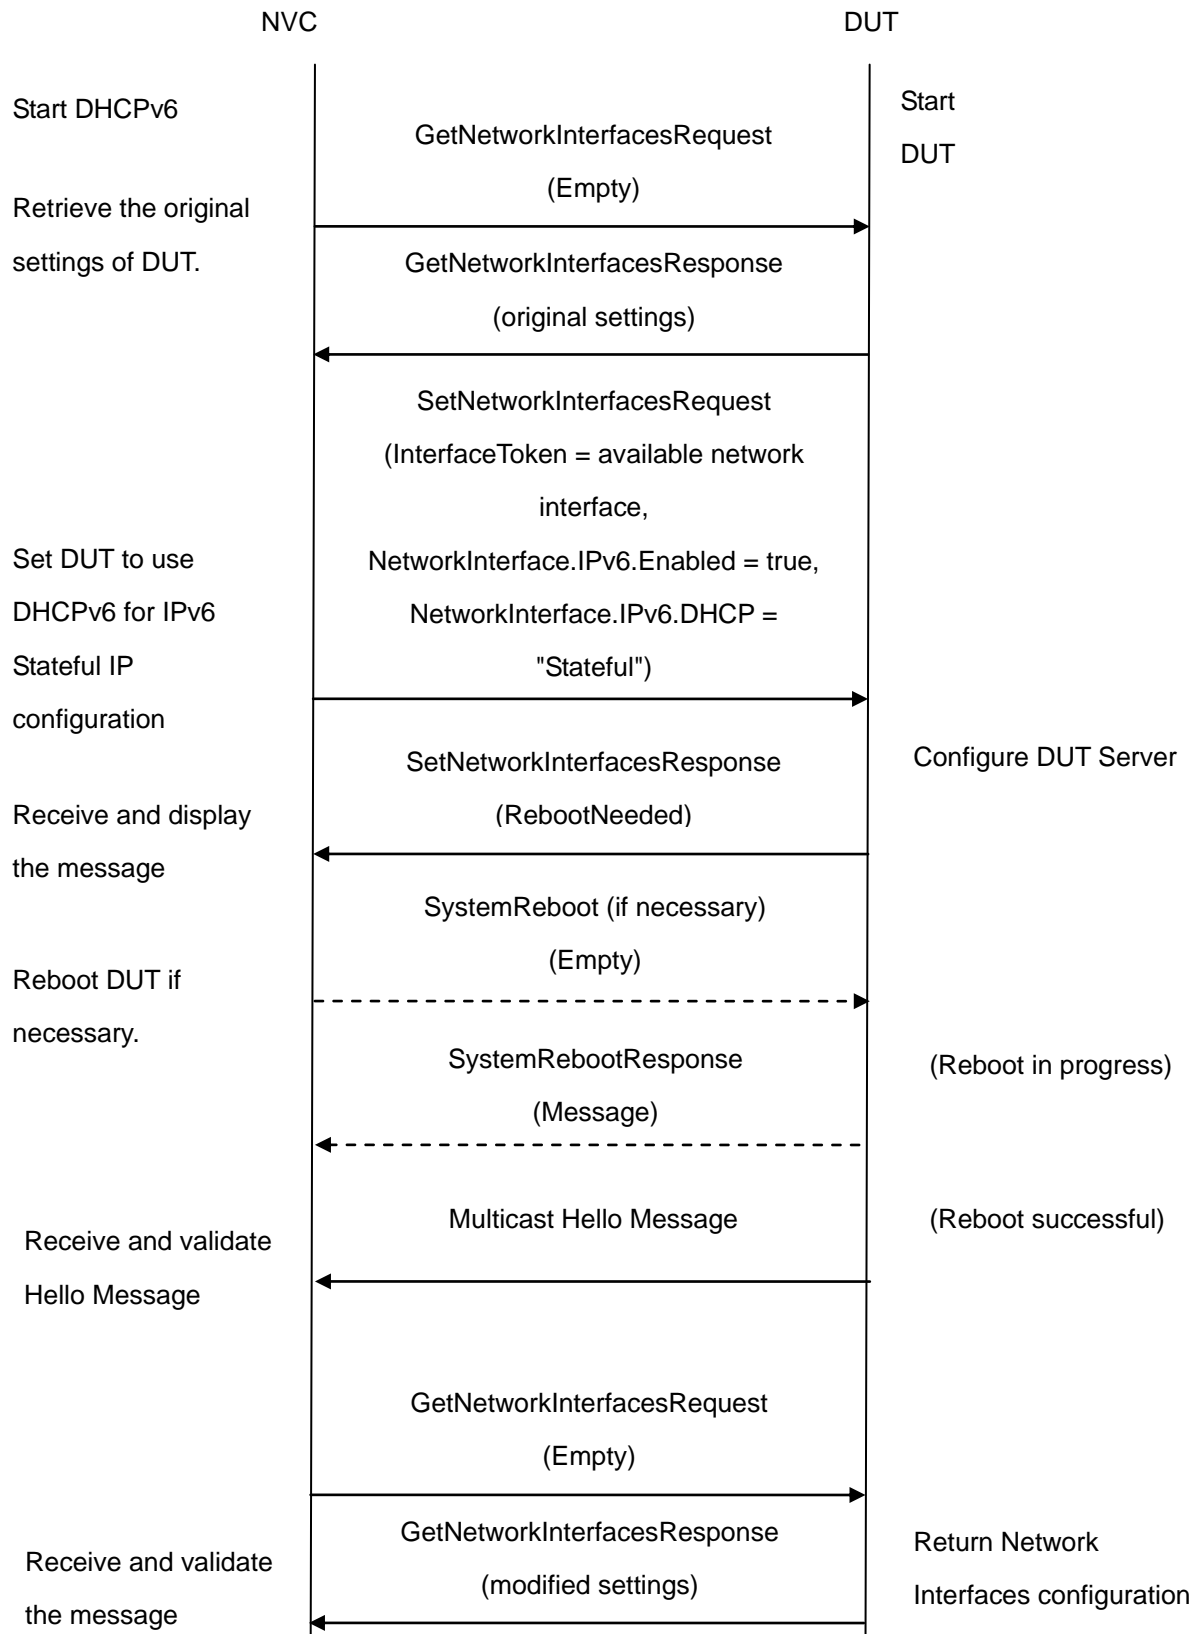 NVC
DUT
Start DHCPv6
Start
DUT
GetNetworkInterfacesRequest
(Empty)
Retrieve the original
settings of DUT.
GetNetworkInterfacesResponse
(original settings)
SetNetworkInterfacesRequest
(InterfaceToken = available network
interface,
NetworkInterface.IPv6.Enabled = true,
NetworkInterface.IPv6.DHCP =
"Stateful")
Set DUT to use
DHCPv6 for IPv6
Stateful IP
configuration
SetNetworkInterfacesResponse
(RebootNeeded)
Configure DUT Server
Receive and display
the message
SystemReboot (if necessary)
(Empty)
Reboot DUT if
necessary.
SystemRebootResponse
(Message)
(Reboot in progress)
Multicast Hello Message
(Reboot successful)
Receive and validate
Hello Message
GetNetworkInterfacesRequest
(Empty)
GetNetworkInterfacesResponse
(modified settings)
Return Network
Interfaces configuration
Receive and validate
the message